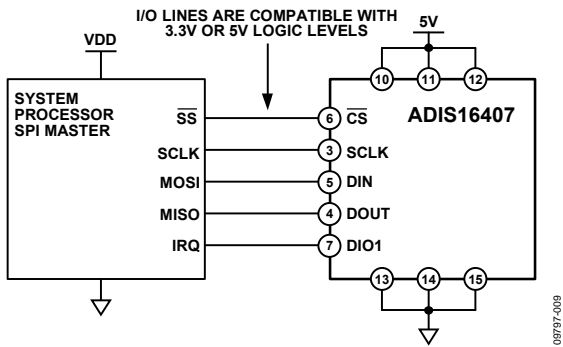 I/O LINES ARE COMPATIBLE WITH
3.3V OR 5V LOGIC LEVELS
VDD
5V
10
11
12
SYSTEM
PROCESSOR
SPI MASTER
ADIS16407
SS
6
CS
SCLK
3
SCLK
MOSI
5
DIN
MISO
4
DOUT
IRQ
7
DIO1
13
14
15
09797-009